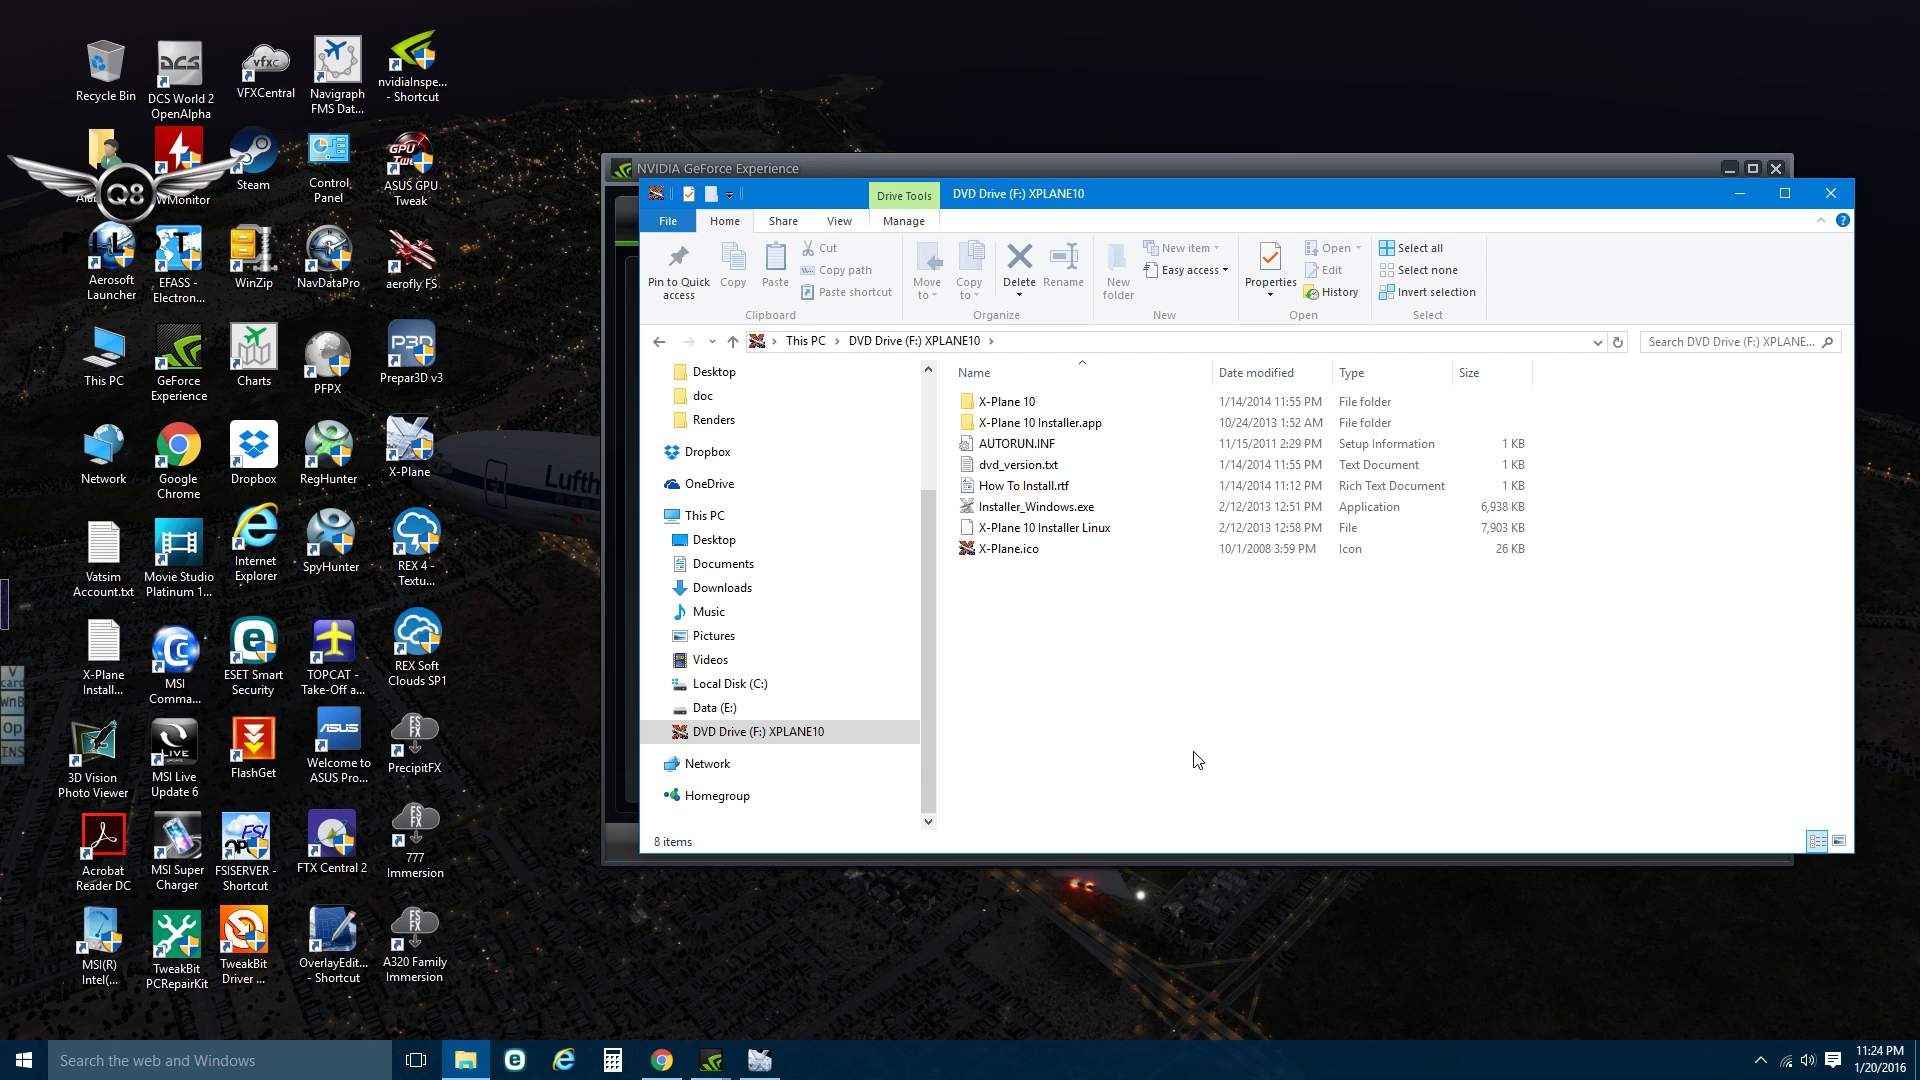 Recycle Bin
DCS World 2
OpenAlpha
VFXCentral
Navigraph
FMS Dat...
nvidiaInspe...
- Shortcut
WMonitor
Steam
Control
Panel
ASUS GPU
Tweak
Q8
PILOT
Aerosoft
Launcher
EFASS -
Electron...
WinZip
NavDataPro
aerofly FS
This PC
GeForce
Experience
Charts
PFPX
Prepar3D v3
Network
Google
Chrome
Dropbox
RegHunter
X-Plane
Vatsim
Account.txt
Movie Studio
Platinum 1...
Internet
Explorer
SpyHunter
REX 4 -
Textu...
X-Plane
Install...
MSI
Comma...
ESET Smart
Security
TOPCAT -
Take-Off a...
REX Soft
Clouds SP1
3D Vision
Photo Viewer
MSI Live
Update 6
FlashGet
Welcome to
ASUS Pro...
PrecipitFX
Acrobat
Reader DC
MSI Super
Charger
FSISERVER -
Shortcut
FTX Central 2
777
Immersion
MSI(R)
Intel(...
TweakBit
PCRepairKit
TweakBit
Driver ...
OverlayEdit...
- Shortcut
A320 Family
Immersion
NVIDIA GeForce Experience
Drive Tools
DVD Drive (F:) XPLANE10
File
Home
Share
View
Manage
Pin to Quick
access
Copy
Paste
Cut
Copy path
Paste shortcut
Clipboard
Move
to
Copy
to
Delete
Rename
Organize
New
folder
New item
Easy access
New
Properties
Open
Edit
History
Open
Select all
Select none
Invert selection
Select
This PC
DVD Drive (F:) XPLANE10
Search DVD Drive (F:) XPLANE...
Desktop
doc
Renders
Dropbox
OneDrive
This PC
Desktop
Documents
Downloads
Music
Pictures
Videos
Local Disk (C:)
Data (E:)
DVD Drive (F:) XPLANE10
Network
Homegroup
Name Date modified Type Size
X-Plane 10 1/14/2014 11:55 PM File folder
X-Plane 10 Installer.app 10/24/2013 1:52 AM File folder
AUTORUN.INF 11/15/2011 2:29 PM Setup Information 1 KB
dvd_version.txt 1/14/2014 11:55 PM Text Document 1 KB
How To Install.rtf 1/14/2014 11:12 PM Rich Text Document 1 KB
Installer_Windows.exe 2/12/2013 12:51 PM Application 6,938 KB
X-Plane 10 Installer Linux 2/12/2013 12:58 PM File 7,903 KB
X-Plane.ico 10/1/2008 3:59 PM Icon 26 KB
8 items
Search the web and Windows
11:24 PM
1/20/2016